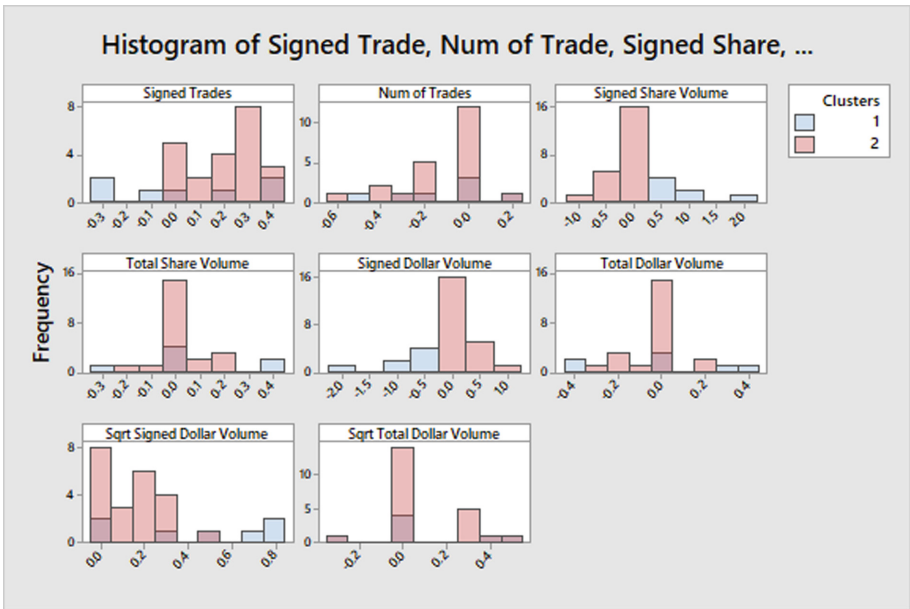 Histogram of Signed Trade, Num of Trade, Signed Share, ...
Signed Trades
8
4
0
-0.3 -0.2 -0.1 0.0 0.1 0.2 0.3 0.4
Num of Trades
10
5
0
-0.6 -0.4 -0.2 0.0 0.2
Signed Share Volume
16
8
0
-1.0 -0.5 0.0 0.5 1.0 1.5 2.0
Clusters
1
2
Frequency
Total Share Volume
16
8
0
-0.3 -0.2 -0.1 0.0 0.1 0.2 0.3 0.4
Signed Dollar Volume
16
8
0
-2.0 -1.5 -1.0 -0.5 0.0 0.5 1.0
Total Dollar Volume
16
8
0
-0.4 -0.2 0.0 0.2 0.4
Sqrt Signed Dollar Volume
8
4
0
0.0 0.2 0.4 0.6 0.8
Sqrt Total Dollar Volume
10
5
0
-0.2 0.0 0.2 0.4